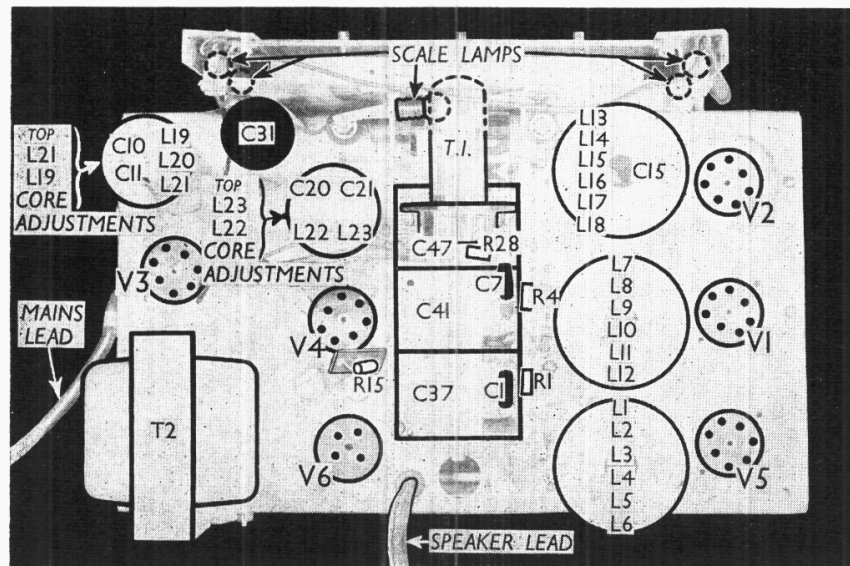 SCALE LAMPS
TOP
L21
L19
CORE
ADJUSTMENTS
C10
C11
L19
L20
L21
C31
TOP
L23
L22
CORE
ADJUSTMENTS
C20 C21
L22 L23
T.I.
L13
L14
L15
L16
L17
L18
C15
V2
V3
C47
R28
C7
R4
C41
L7
L8
L9
L10
L11
L12
V1
MAINS
LEAD
V4
R15
C37
C1
R1
T2
V6
L1
L2
L3
L4
L5
L6
V5
SPEAKER LEAD